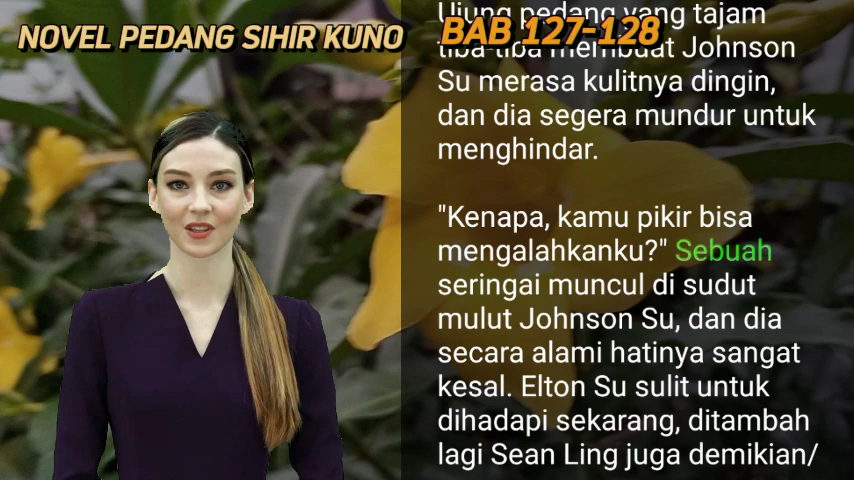 NOVEL PEDANG SIHIR KUNO
BAB 127-128
Ujung pedang yang tajam
tiba-tiba membuat Johnson
Su merasa kulitnya dingin,
dan dia segera mundur untuk
menghindar.
"Kenapa, kamu pikir bisa
mengalahkanku?" Sebuah
seringai muncul di sudut
mulut Johnson Su, dan dia
secara alami hatinya sangat
kesal. Elton Su sulit untuk
dihadapi sekarang, ditambah
lagi Sean Ling juga demikian/